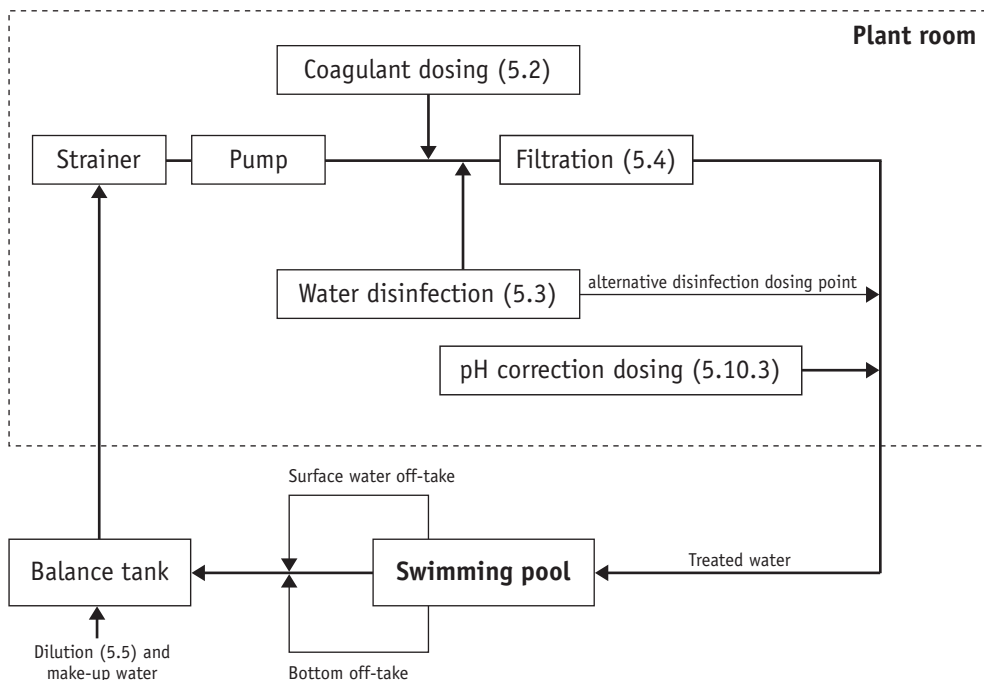 Plant room
Coagulant dosing (5.2)
Strainer
Pump
Filtration (5.4)
Water disinfection (5.3)
alternative disinfection dosing point
pH correction dosing (5.10.3)
Surface water off-take
Balance tank
Swimming pool
Treated water
Dilution (5.5) and
make-up water
Bottom off-take